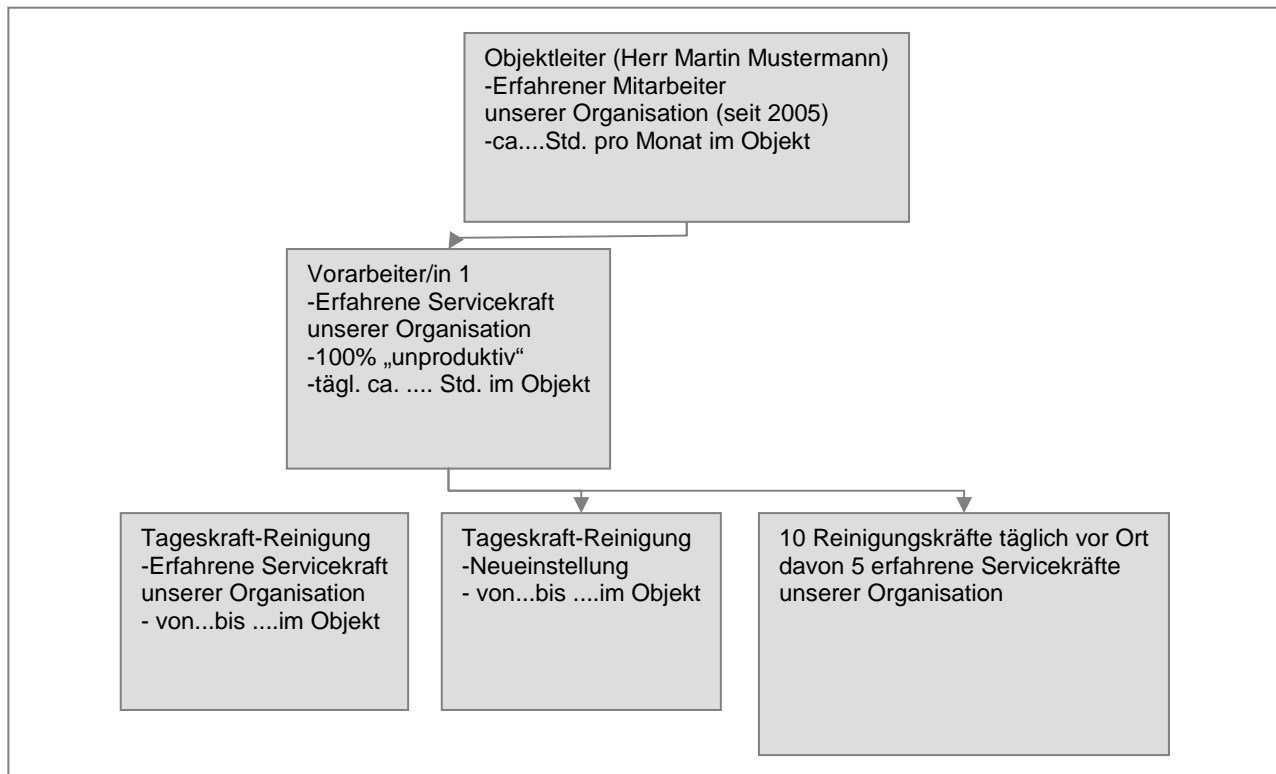 Objektleiter (Herr Martin Mustermann)
-Erfahrener Mitarbeiter
unserer Organisation (seit 2005)
-ca....Std. pro Monat im Objekt
Vorarbeiter/in 1
-Erfahrene Servicekraft
unserer Organisation
-100% „unproduktiv“
-tägl. ca. .... Std. im Objekt
Tageskraft-Reinigung
-Erfahrene Servicekraft
unserer Organisation
- von...bis ....im Objekt
Tageskraft-Reinigung
-Neueinstellung
- von...bis ....im Objekt
10 Reinigungskräfte täglich vor Ort
davon 5 erfahrene Servicekräfte
unserer Organisation